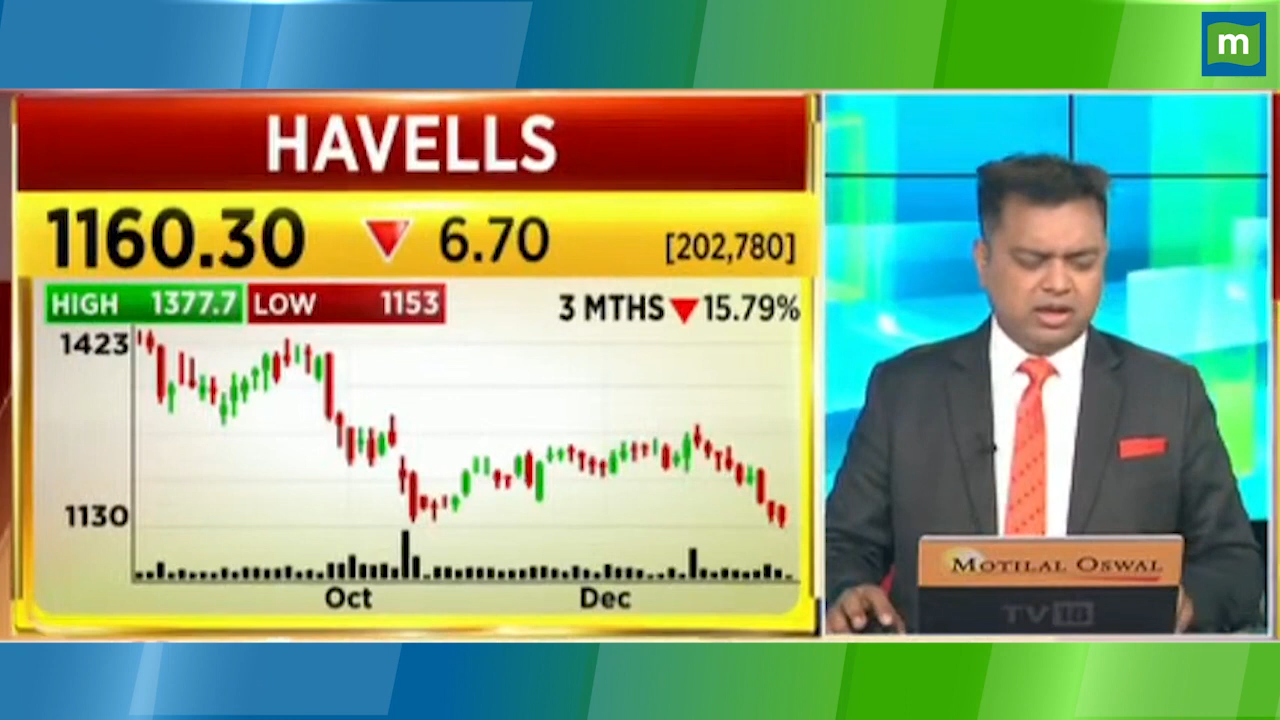 m
HAVELLS
1160.30 ▼ 6.70 [202,780]
HIGH 1377.7 LOW 1153 3 MTHS ▼ 15.79%
1423
1130
Oct Dec
MOTILAL OSWAL
TV18